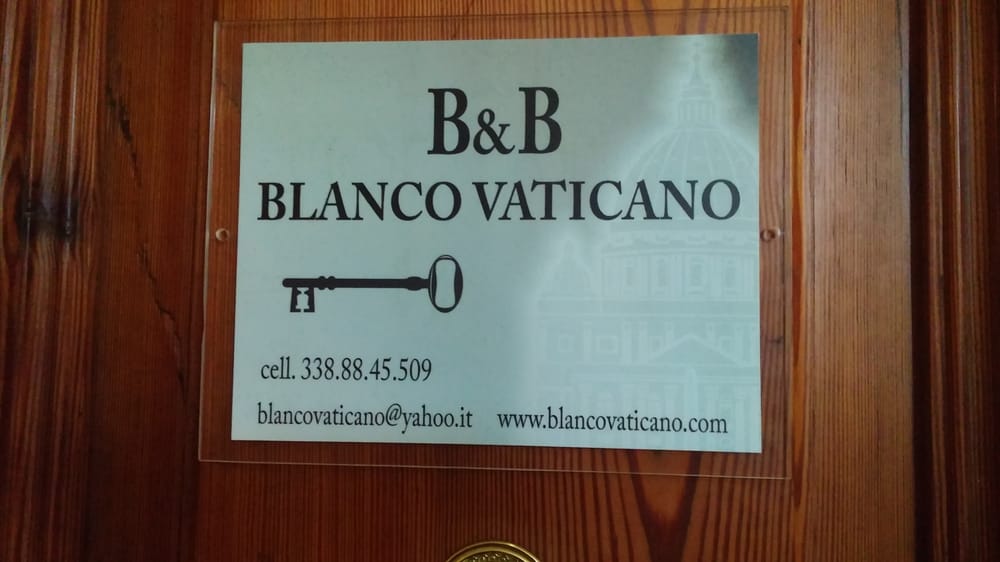 B&B
BLANCO VATICANO
cell. 338.88.45.509
blancovaticano@yahoo.it www.blancovaticano.com